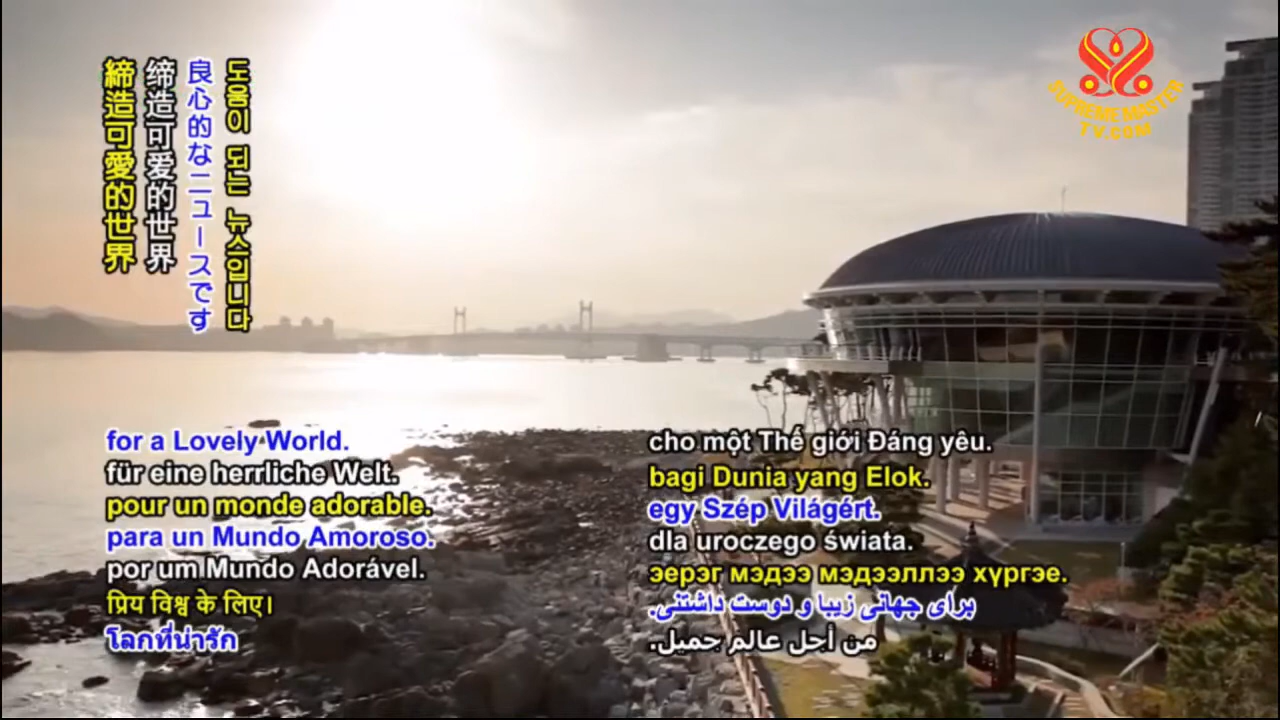 締造可愛的世界
缔造可爱的世界
良心的なニュースです
도움이 되는 뉴스입니다
SUPREME MASTER
TV.COM
for a Lovely World.
für eine herrliche Welt.
pour un monde adorable.
para un Mundo Amoroso.
por um Mundo Adorável.
प्रिय विश्व के लिए।
โลกที่น่ารัก
cho một Thế giới Đáng yêu.
bagi Dunia yang Elok.
egy Szép Világért.
dla uroczego świata.
эерэг мэдээ мэдээллээ хүргэе.
برای جهانی زیبا و دوست داشتنی.
من أجل عالم جميل.